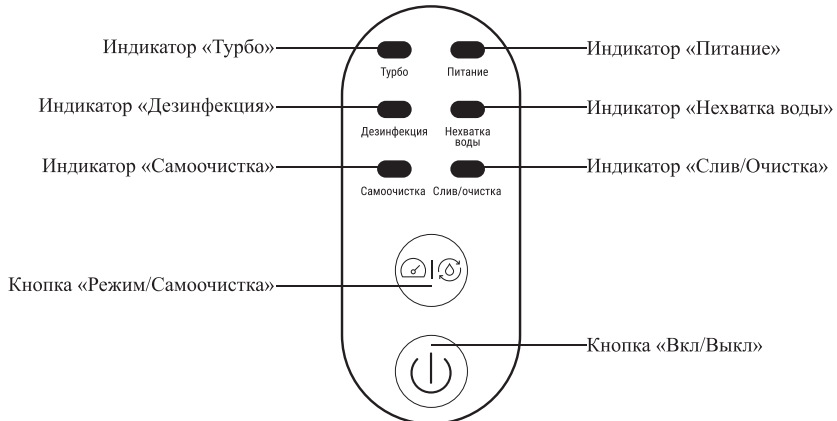 Индикатор «Турбо»
Индикатор «Питание»
Турбо
Питание
Индикатор «Дезинфекция»
Индикатор «Нехватка воды»
Дезинфекция
Нехватка
воды
Индикатор «Самоочистка»
Индикатор «Слив/Очистка»
Самоочистка
Слив/очистка
Кнопка «Режим/Самоочистка»
Кнопка «Вкл/Выкл»